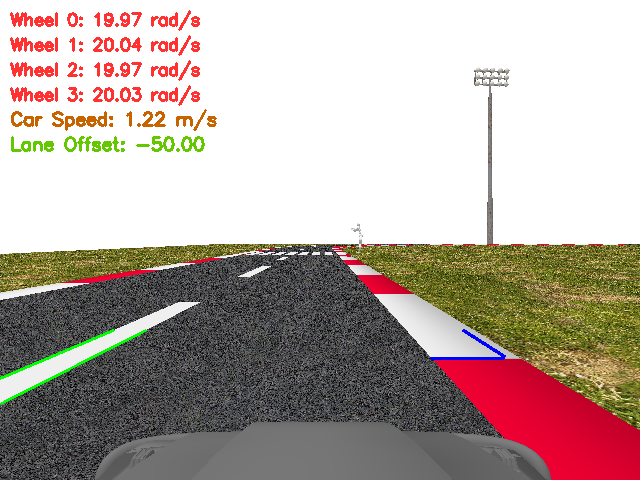 Wheel 0: 19.97 rad/s
Wheel 1: 20.04 rad/s
Wheel 2: 19.97 rad/s
Wheel 3: 20.03 rad/s
Car Speed: 1.22 m/s
Lane Offset: -50.00